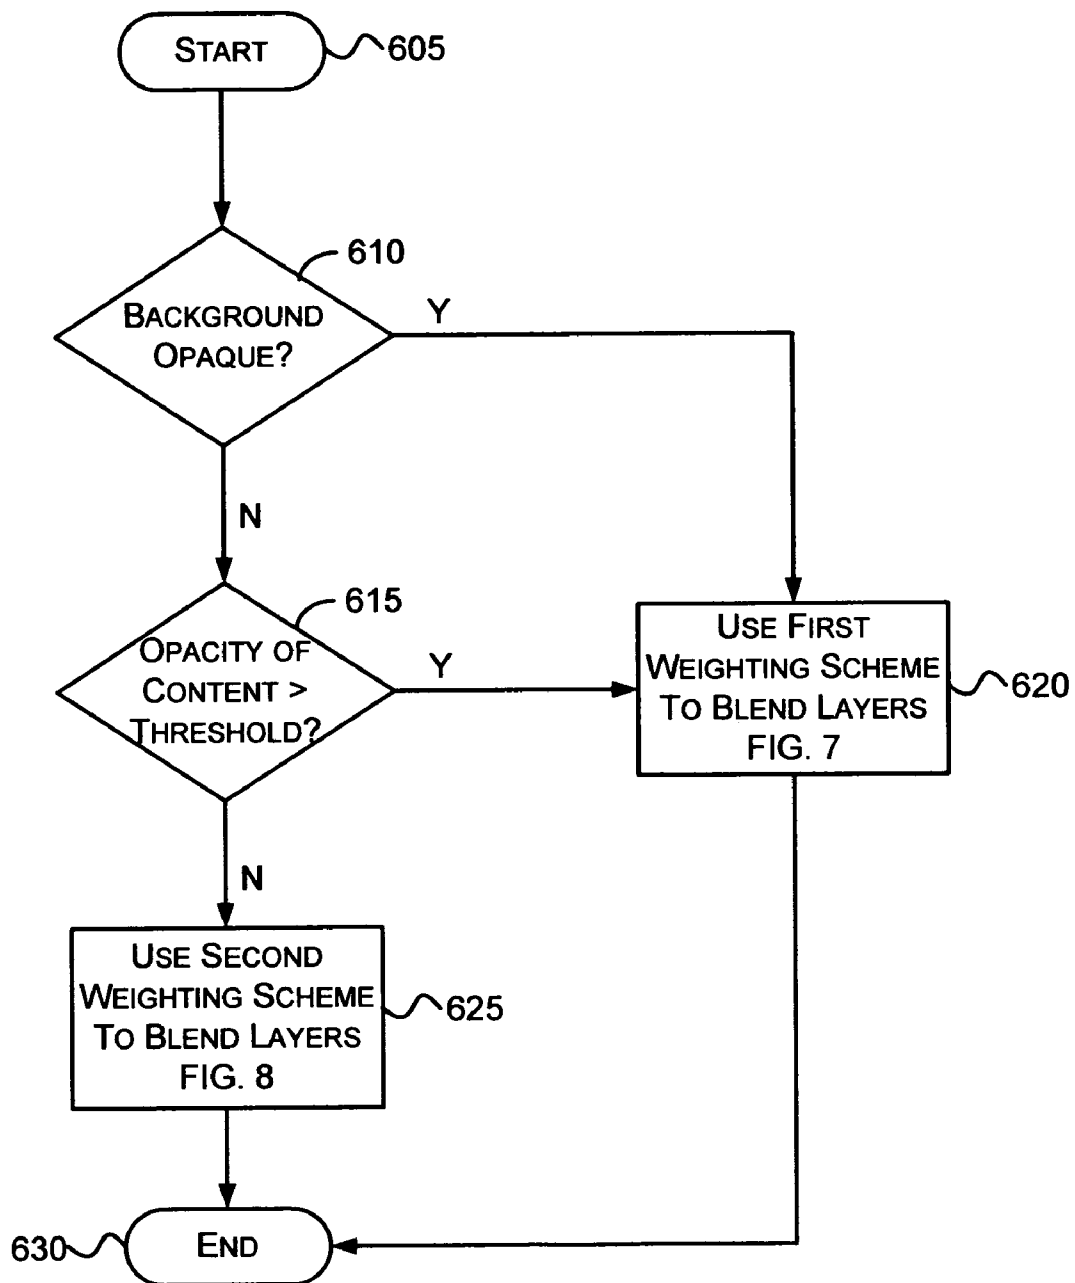 START
605
610
BACKGROUND
OPAQUE?
Y
N
615
OPACITY OF
CONTENT >
THRESHOLD?
Y
USE FIRST
WEIGHTING SCHEME
TO BLEND LAYERS
FIG. 7
620
N
USE SECOND
WEIGHTING SCHEME
TO BLEND LAYERS
FIG. 8
625
630
END